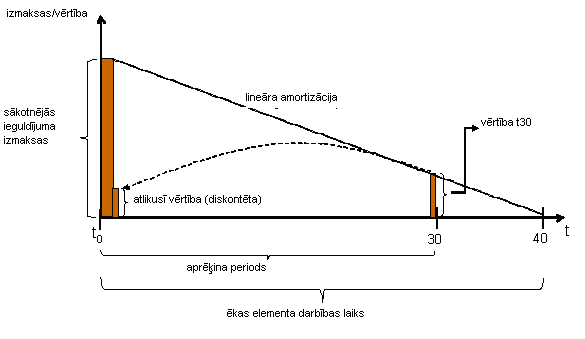 izmaksas/vērtība
lineāra amortizācija
sākotnējās
ieguldījuma
izmaksas
vērtība t30
atlikusī vērtība (diskontēta)
t0
30
40
t
aprēķina periods
ēkas elementa darbības laiks